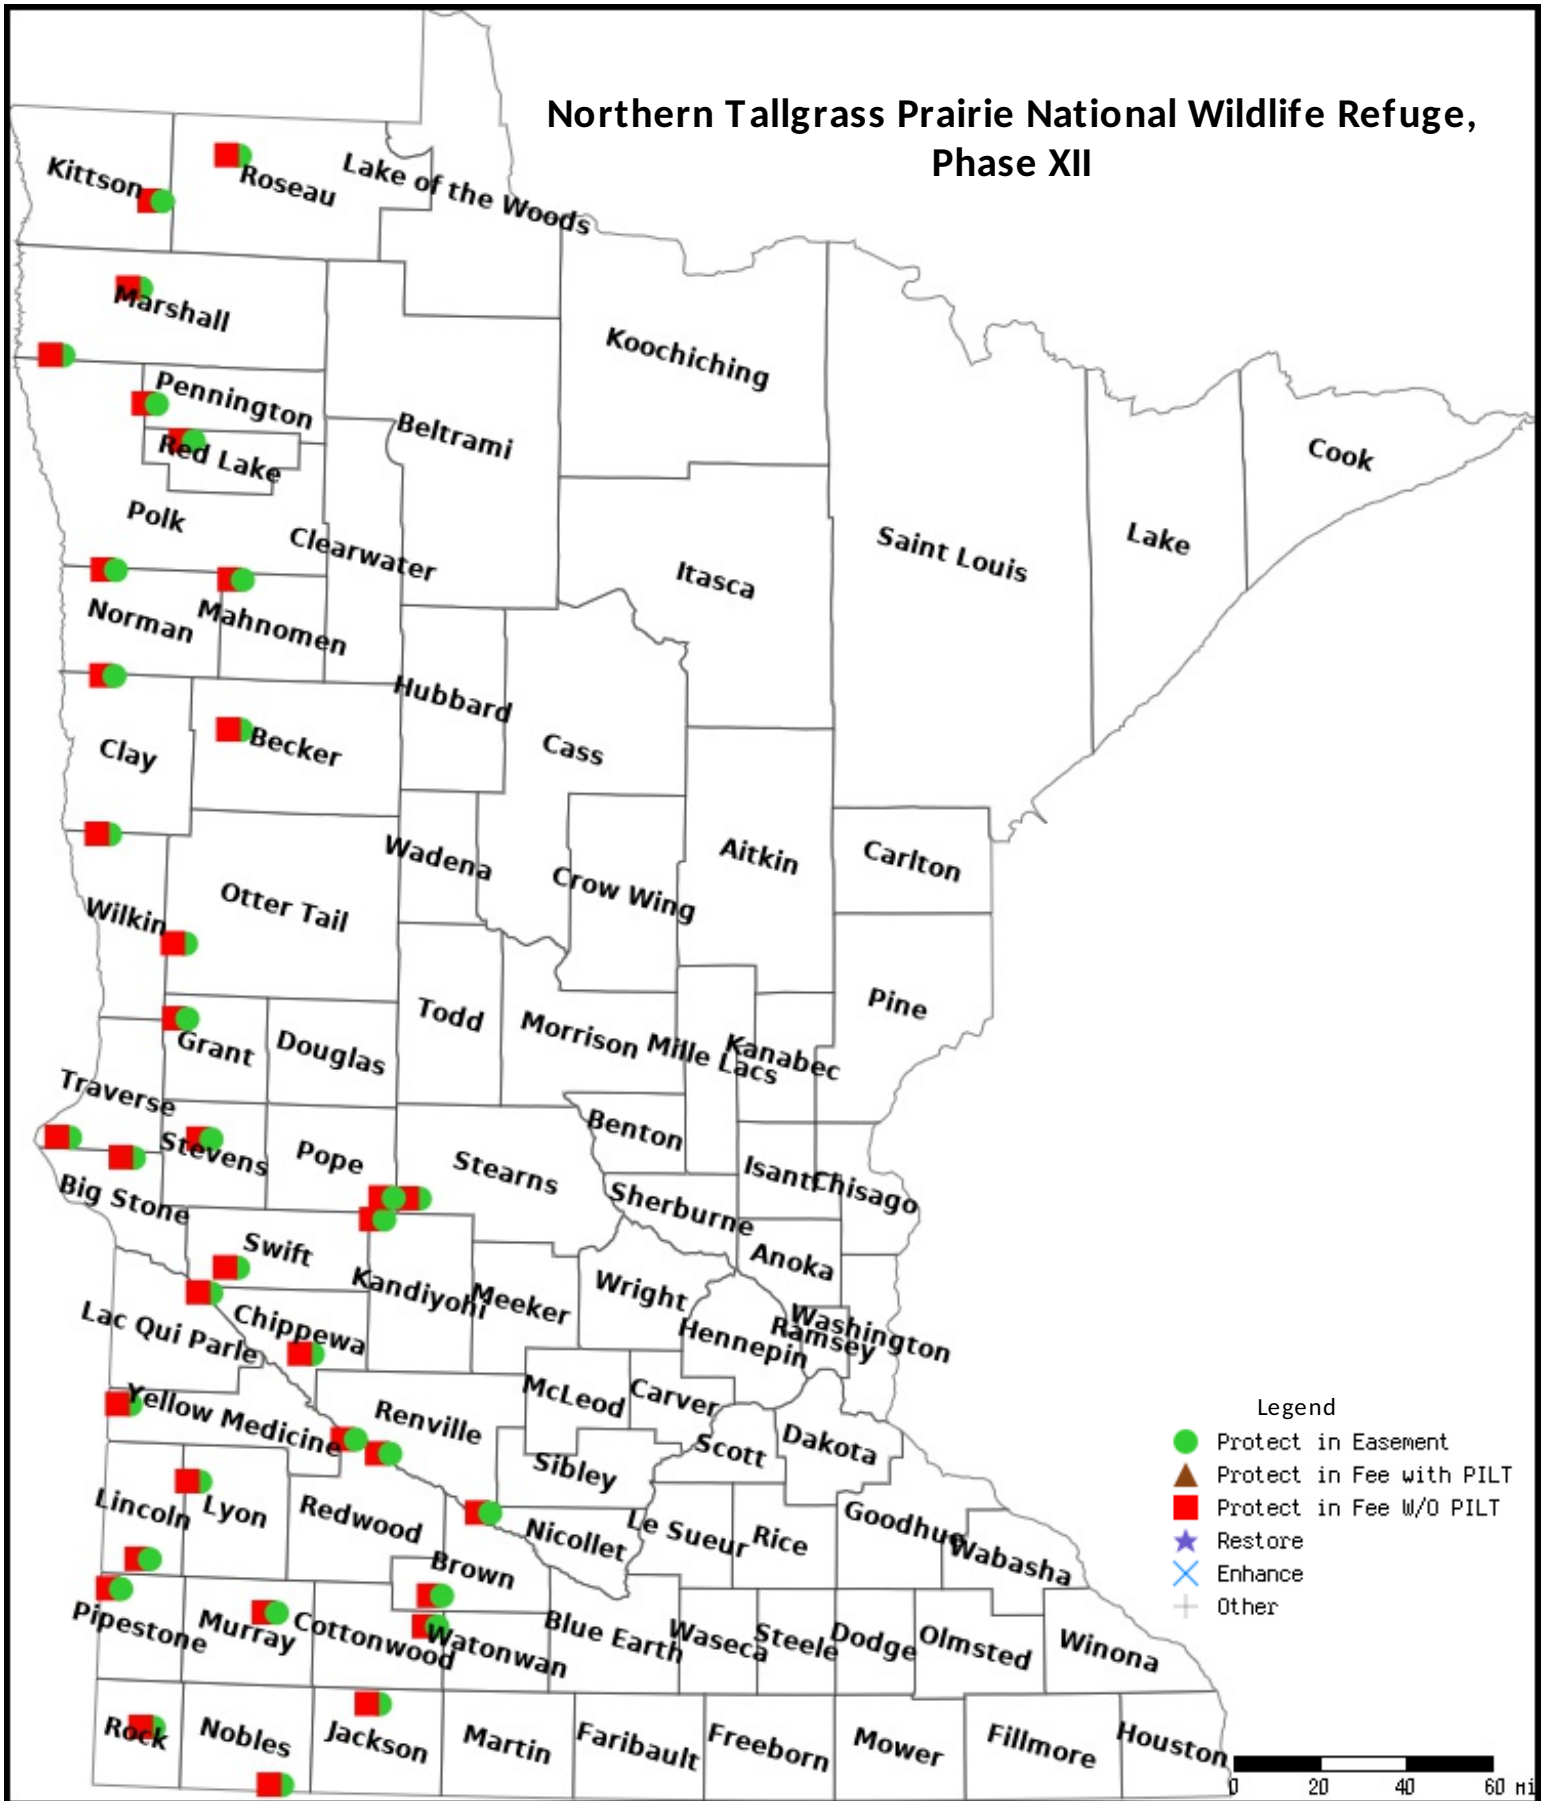 Northern Tallgrass Prairie National Wildlife Refuge,
Phase XII
Kittson
Roseau
Lake of the Woods
Marshall
Koochiching
Pennington
Beltrami
Red Lake
Cook
Polk
Clearwater
Saint Louis
Lake
Itasca
Norman
Mahnomen
Hubbard
Cass
Clay
Becker
Wadena
Aitkin
Carlton
Crow Wing
Otter Tail
Wilkin
Pine
Todd
Morrison
Mille Lacs
Kanabec
Grant
Douglas
Traverse
Benton
Stevens
Pope
Stearns
Isanti
Chisago
Big Stone
Sherburne
Swift
Anoka
Kandiyohi
Meeker
Wright
Lac Qui Parle
Chippewa
Hennepin
Ramsey
Washington
McLeod
Carver
Yellow Medicine
Renville
Scott
Dakota
Sibley
Lincoln
Lyon
Redwood
Nicollet
Le Sueur
Rice
Goodhue
Wabasha
Brown
Pipestone
Murray
Cottonwood
Watonwan
Blue Earth
Waseca
Steele
Dodge
Olmsted
Winona
Rock
Nobles
Jackson
Martin
Faribault
Freeborn
Mower
Fillmore
Houston
Legend
Protect in Easement
Protect in Fee with PILT
Protect in Fee W/O PILT
Restore
Enhance
Other
0 20 40 60 mi